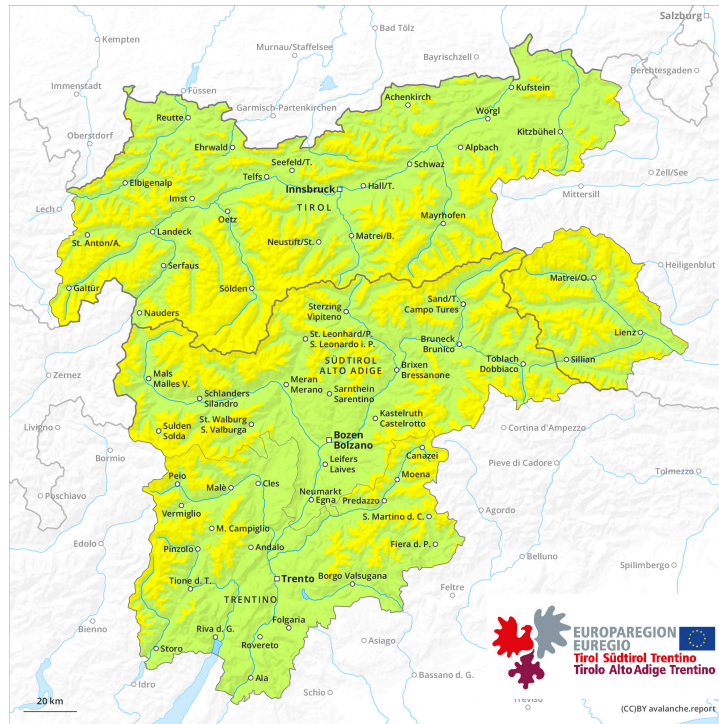 Salzburg
Kempten
Murnau/Staffelsee
Bad Tölz
Bayrischzell
Berchtesgaden
Immenstadt
Füssen
Garmisch-Partenkirchen
Achenkirch
Kufstein
Reutte
Wörgl
Oberstdorf
Ehrwald
Kitzbühel
Seefeld/T.
Alpbach
Schwaz
Telfs
Zell/See
Elbigenalp
Innsbruck
Hall/T.
Mittersill
Imst
TIROL
Lech
Oetz
Mayrhofen
St. Anton/A.
Landeck
Neustift/St.
Matrei/B.
Heiligenblut
Serfaus
Matrei/O.
Galtür
Sölden
Sand/T.
Campo Tures
Nauders
Sterzing
Vipiteno
Lienz
St. Leonhard/P.
S. Leonardo i. P.
Bruneck
Brunico
Sillian
SÜDTIROL
ALTO ADIGE
Toblach
Dobbiaco
Zernez
Mals
Malles V.
Meran
Merano
Brixen
Bressanone
Schlanders
Silandro
Sarnthein
Sarentino
Livigno
St. Walburg
S. Valburga
Kastelruth
Castelrotto
Sulden
Solda
Cortina d'Ampezzo
Bozen
Bolzano
Bormio
Canazei
Pieve di Cadore
Leifers
Laives
Tolmezzo
Poschiavo
Peio
Malè
Cles
Moena
Neumarkt
Egna
Predazzo
Vermiglio
Agordo
S. Martino d. C.
M. Campiglio
Edolo
Pinzolo
Andalo
Fiera d. P.
Belluno
Spilimbergo
Tione d. T.
Trento
Borgo Valsugana
Feltre
TRENTINO
Folgaria
Bienno
Riva d. G.
Rovereto
Asiago
Storo
Ala
Idro
Schio
Bassano d. G.
Treviso
EUROPAREGION
EUREGIO
Tirol Südtirol Trentino
Tirolo Alto Adige Trentino
20 km
(CC)BY avalanche.report